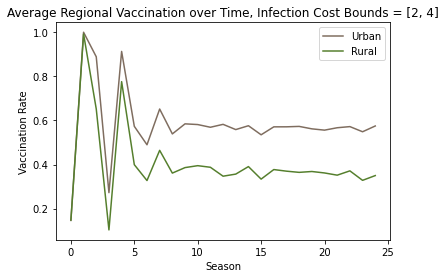 Average Regional Vaccination over Time, Infection Cost Bounds = [2, 4]
Urban
Rural
1.0
0.8
0.6
0.4
0.2
Vaccination Rate
0 5 10 15 20 25
Season